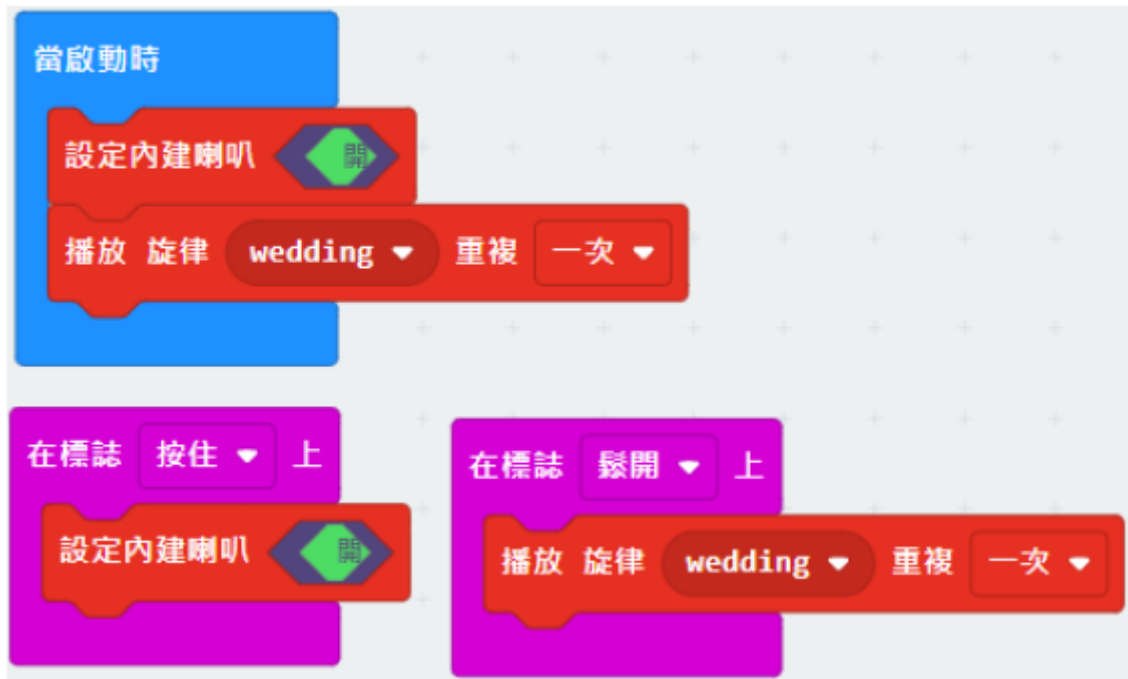 當啟動時
設定內建喇叭 開
播放 旋律 wedding 重複 一次
在標誌 按住 上
設定內建喇叭 開
在標誌 鬆開 上
播放 旋律 wedding 重複 一次